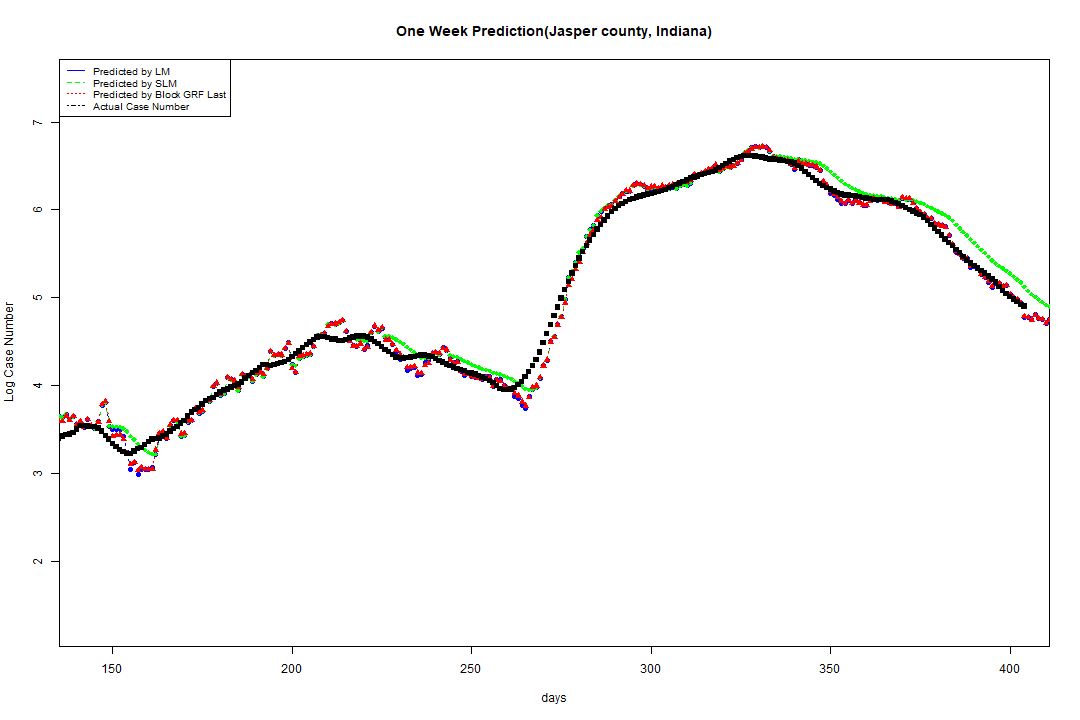 One Week Prediction(Jasper county, Indiana)
Predicted by LM
Predicted by SLM
Predicted by Block GRF Last
Actual Case Number
7
6
5
4
3
2
Log Case Number
150 200 250 300 350 400
days